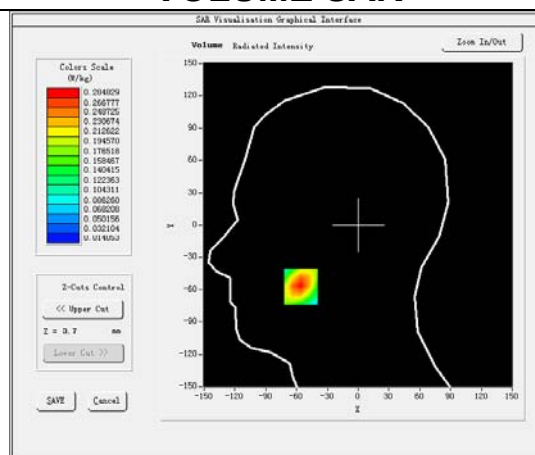 VOLUME SAR
SAR Visualisation Graphical Interface
Volume Radiated Intensity
Zoom In/Out
Colors Scale
(W/kg)
0.284829
0.266777
0.248725
0.230674
0.212622
0.194570
0.176518
0.158467
0.140415
0.122363
0.104311
0.086260
0.068208
0.050156
0.032104
0.014053
Z-Cuts Control
<< Upper Cut
Z = 3.7 mm
Lower Cut >>
SAVE
Cancel
150
120
90
60
30
0
-30
-60
-90
-120
-150
Y
-150 -120 -90 -60 -30 0 30 60 90 120 150
X